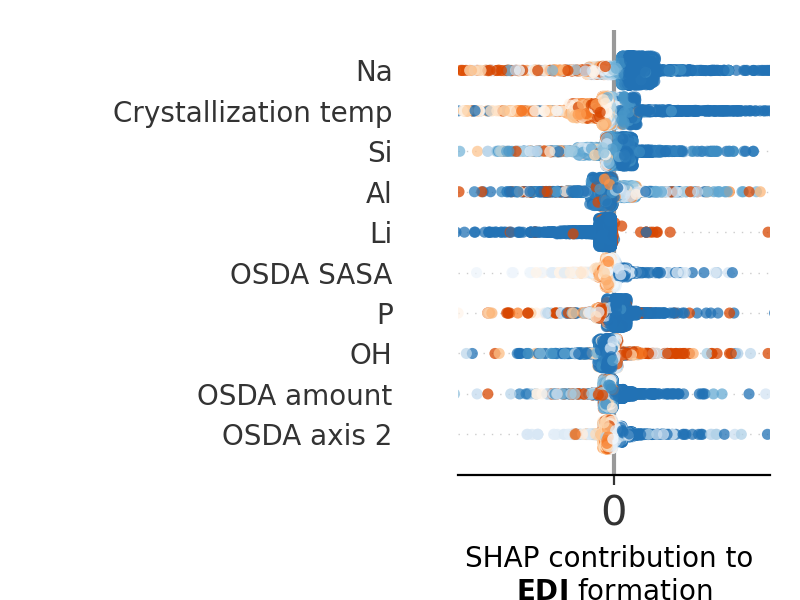 Na
Crystallization temp
Si
Al
Li
OSDA SASA
P
OH
OSDA amount
OSDA axis 2
0
SHAP contribution to
EDI formation